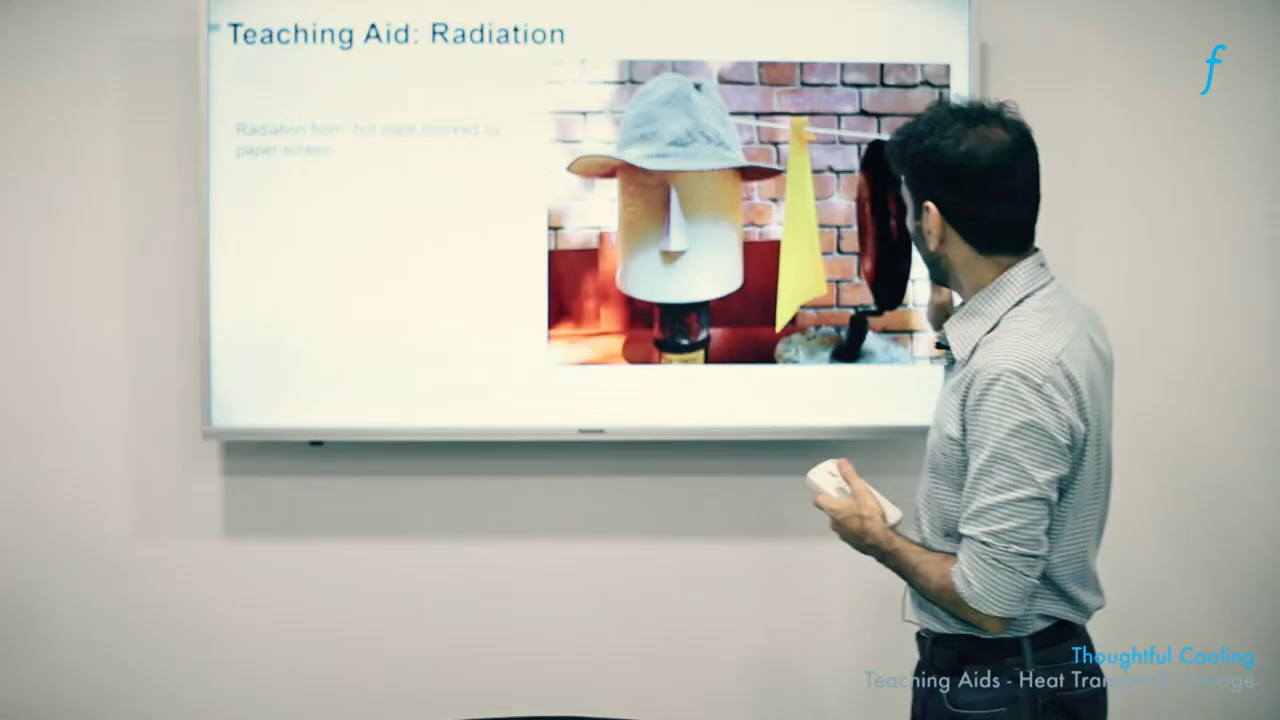 Teaching Aid: Radiation
Radiation from hot plate blocked by
paper screen
f
Thoughtful Cooling
Teaching Aids - Heat Transfer & Storage